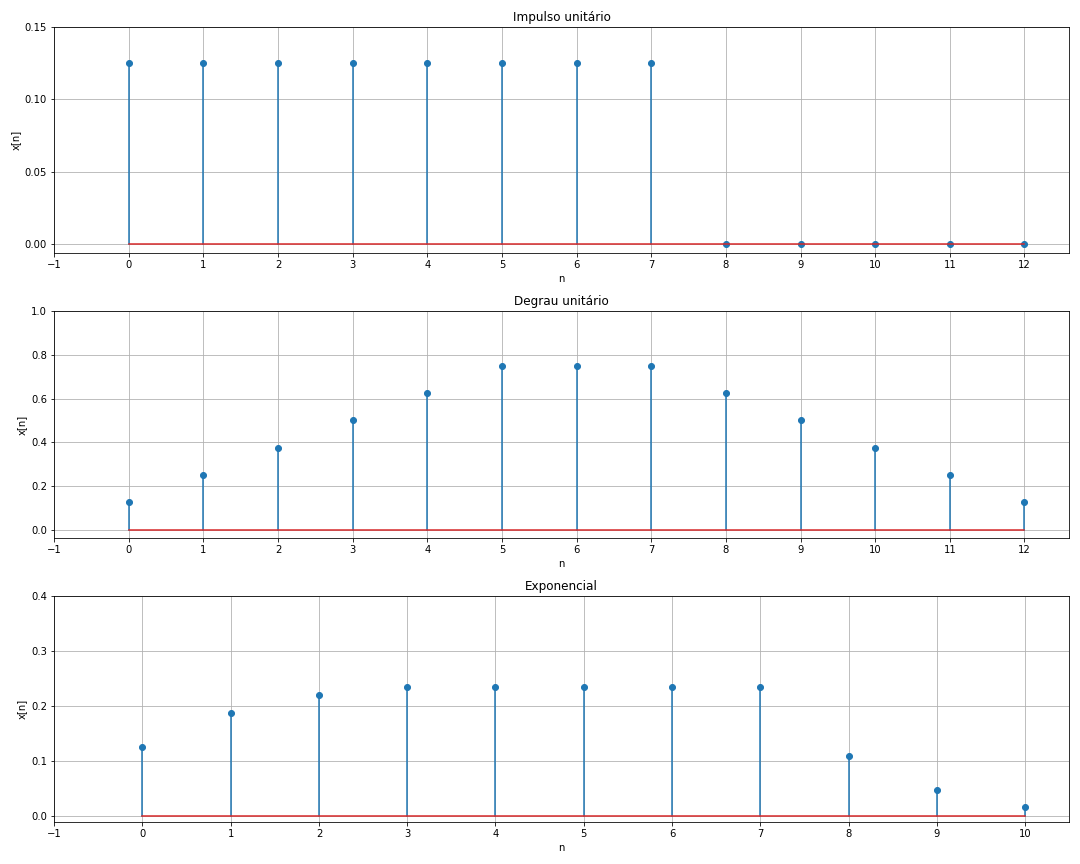 Impulso unitário
0.15
0.10
0.05
0.00
x[n]
−1 0 1 2 3 4 5 6 7 8 9 10 11 12
n
Degrau unitário
1.0
0.8
0.6
0.4
0.2
0.0
x[n]
−1 0 1 2 3 4 5 6 7 8 9 10 11 12
n
Exponencial
0.4
0.3
0.2
0.1
0.0
x[n]
−1 0 1 2 3 4 5 6 7 8 9 10
n